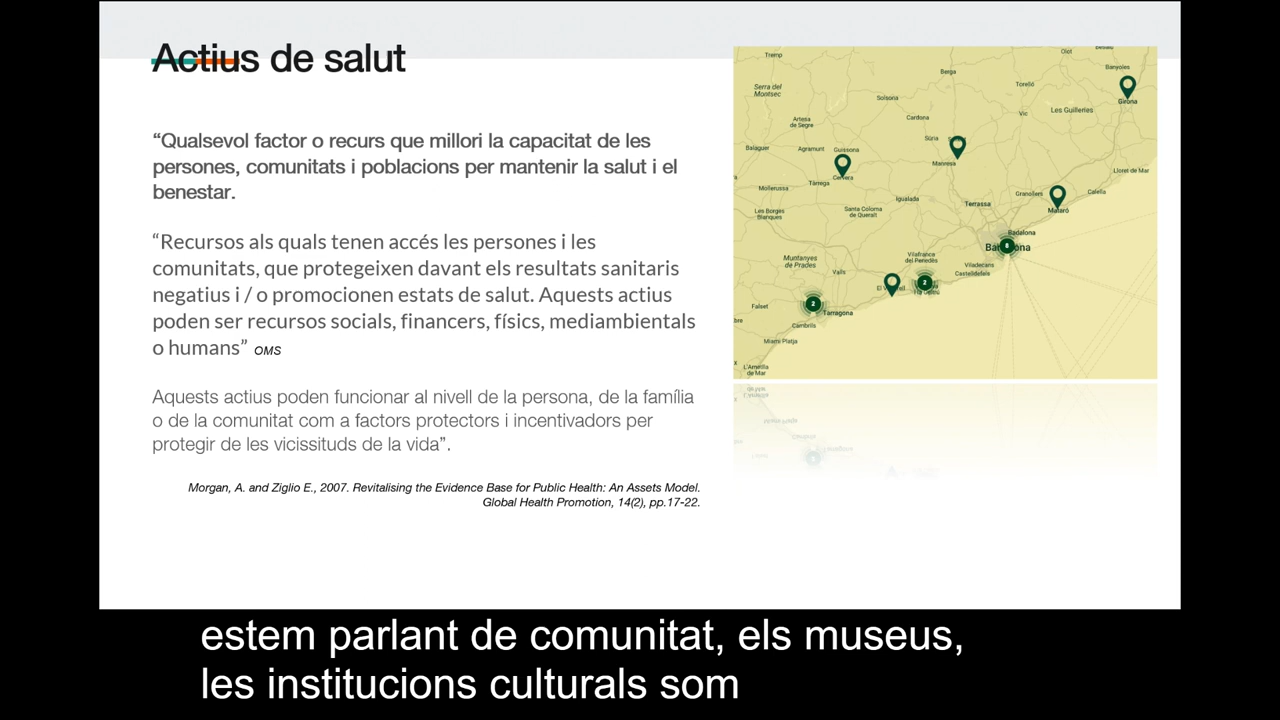 Actius de salut
“Qualsevol factor o recurs que millori la capacitat de les
persones, comunitats i poblacions per mantenir la salut i el
benestar.
“Recursos als quals tenen accés les persones i les
comunitats, que protegeixen davant els resultats sanitaris
negatius i / o promocionen estats de salut. Aquests actius
poden ser recursos socials, financers, físics, mediambientals
o humans” OMS
Aquests actius poden funcionar al nivell de la persona, de la família
o de la comunitat com a factors protectors i incentivadors per
protegir de les vicissituds de la vida”.
Morgan, A. and Ziglio E., 2007. Revitalising the Evidence Base for Public Health: An Assets Model.
Global Health Promotion, 14(2), pp.17-22.
Tremp
Olot
Banyoles
Berga
Serra del
Montsec
Torelló
Solsona
Girona
Cardona
Vic
Les Guilleries
Artesa
de Segre
Súria
Balaguer
Agramunt
Guissona
Manresa
Cervera
Lloret de Mar
Mollerussa
Tàrrega
Granollers
Calella
Igualada
Terrassa
Les Borges
Blanques
Santa Coloma
de Queralt
Mataró
Badalona
Vilafranca
del Penedès
Muntanyes
de Prades
Viladecans
Castelldefels
Valls
2
2
Falset
Tarragona
Cambrils
Miami Platja
L'Ametlla
de Mar
estem parlant de comunitat, els museus,
les institucions culturals som